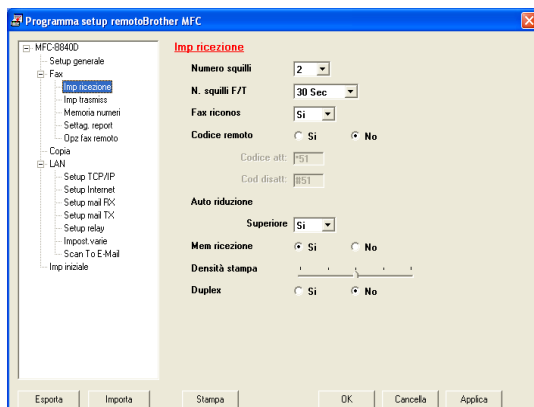 Programma setup remotoBrother MFC
MFC-8840D
Setup generale
Fax
Imp ricezione
Imp trasmiss
Memoria numeri
Settag. report
Opz fax remoto
Copia
LAN
Setup TCP/IP
Setup Internet
Setup mail RX
Setup mail TX
Setup relay
Impost.varie
Scan To E-Mail
Imp iniziale
Imp ricezione
Numero squilli 2
N. squilli F/T 30 Sec
Fax riconos Si
Codice remoto Si No
Codice att: *51
Cod disatt: #51
Auto riduzione
Superiore Si
Mem ricezione Si No
Densità stampa
Duplex Si No
Esporta Importa Stampa OK Cancella Applica